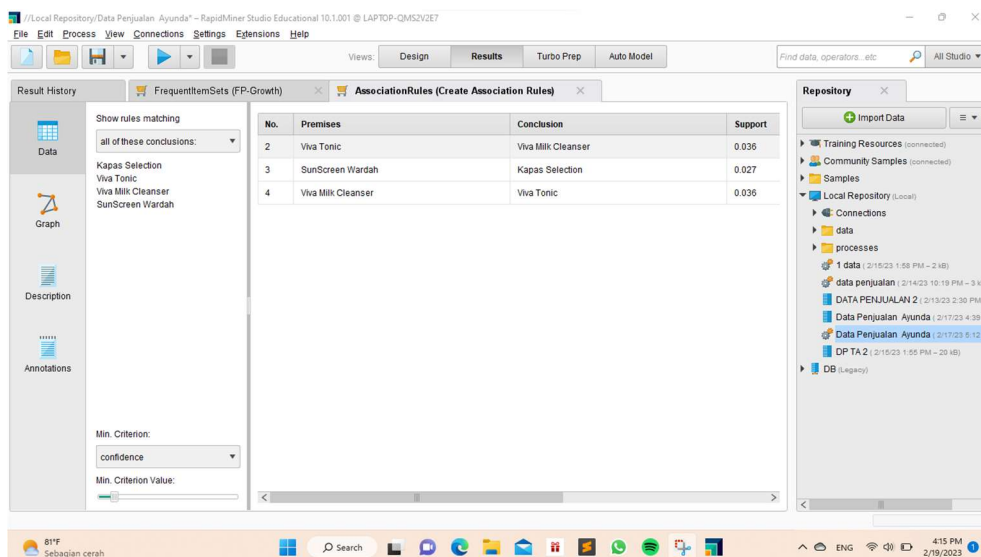 //Local Repository/Data Penjualan Ayunda* – RapidMiner Studio Educational 10.1.001 @ LAPTOP-QMS2V2E7
File Edit Process View Connections Settings Extensions Help
Views: Design Results Turbo Prep Auto Model
Find data, operators...etc All Studio
Result History
FrequentItemSets (FP-Growth)
AssociationRules (Create Association Rules)
Repository
Data
Graph
Description
Annotations
Show rules matching
all of these conclusions:
Kapas Selection
Viva Tonic
Viva Milk Cleanser
SunScreen Wardah
Min. Criterion:
confidence
Min. Criterion Value:
No. Premises Conclusion Support
2 Viva Tonic Viva Milk Cleanser 0.036
3 SunScreen Wardah Kapas Selection 0.027
4 Viva Milk Cleanser Viva Tonic 0.036
Import Data
Training Resources (connected)
Community Samples (connected)
Samples
Local Repository (Local)
Connections
data
processes
1 data (2/15/23 1:58 PM – 2 kB)
data penjualan (2/14/23 10:19 PM – 3 k
DATA PENJUALAN 2 (2/13/23 2:30 PM
Data Penjualan Ayunda (2/17/23 4:39
Data Penjualan Ayunda (2/17/23 5:12
DP TA 2 (2/15/23 1:55 PM – 20 kB)
DB (Legacy)
81°F
Sebagian cerah
Search
ENG
4:15 PM
2/19/2023